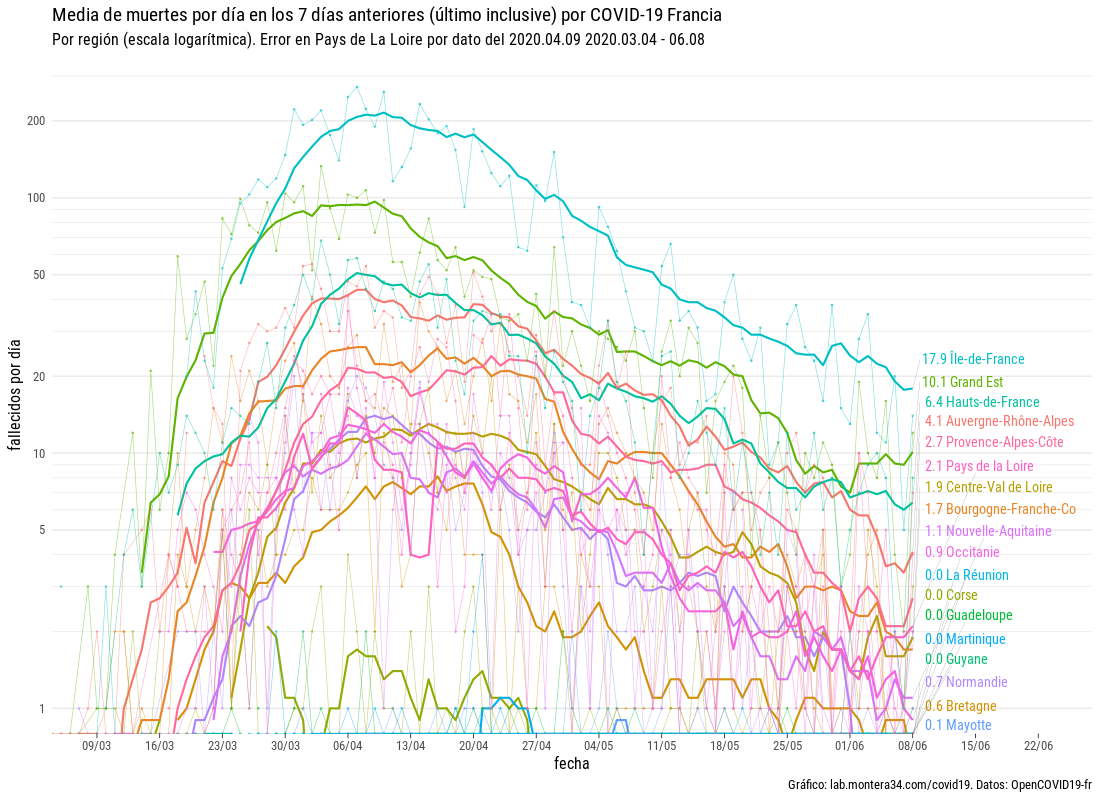 Media de muertes por día en los 7 días anteriores (último inclusive) por COVID-19 Francia
Por región (escala logarítmica). Error en Pays de La Loire por dato del 2020.04.09 2020.03.04 - 06.08
fallecidos por día
200
100
50
20
10
5
1
17.9 Île-de-France
10.1 Grand Est
6.4 Hauts-de-France
4.1 Auvergne-Rhône-Alpes
2.7 Provence-Alpes-Côte
2.1 Pays de la Loire
1.9 Centre-Val de Loire
1.7 Bourgogne-Franche-Co
1.1 Nouvelle-Aquitaine
0.9 Occitanie
0.0 La Réunion
0.0 Corse
0.0 Guadeloupe
0.0 Martinique
0.0 Guyane
0.7 Normandie
0.6 Bretagne
0.1 Mayotte
09/03 16/03 23/03 30/03 06/04 13/04 20/04 27/04 04/05 11/05 18/05 25/05 01/06 08/06 15/06 22/06
fecha
Gráfico: lab.montera34.com/covid19. Datos: OpenCOVID19-fr